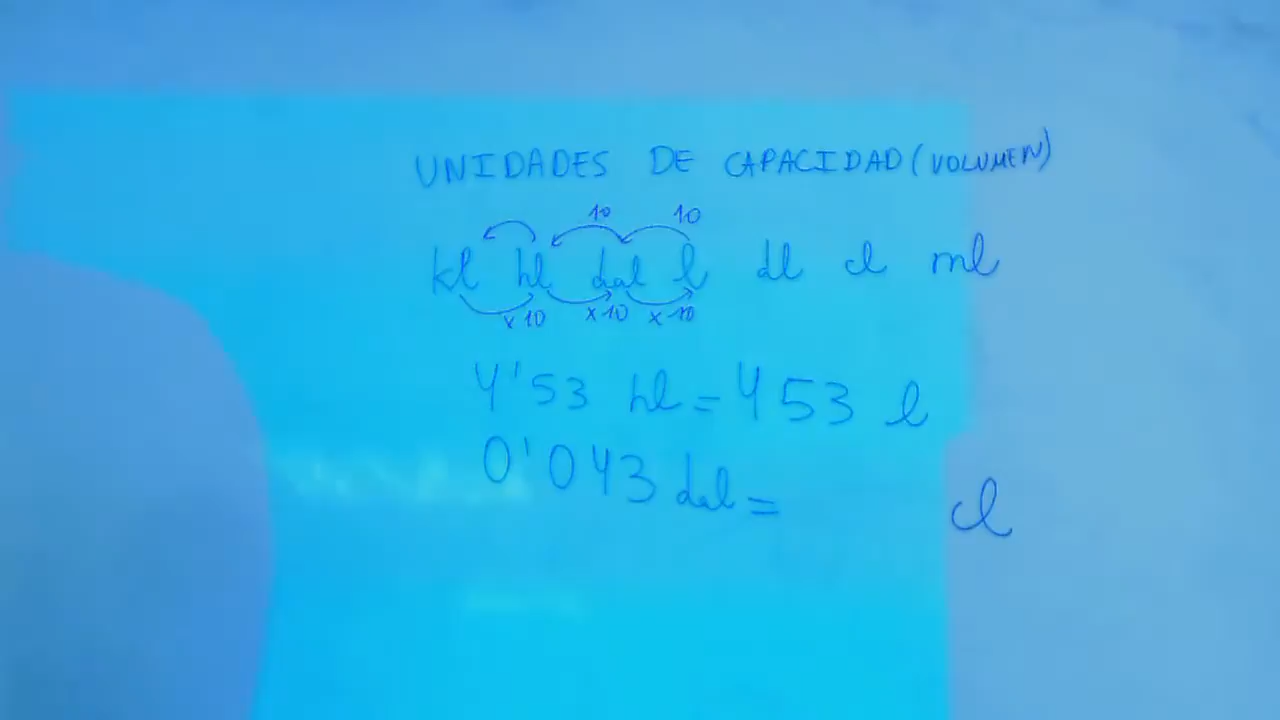 UNIDADES DE CAPACIDAD (VOLUMEN)
10 10
kl hl dal l dl cl ml
x10 x10 x10
4'53 hl = 453 l
0'043 dal = cl